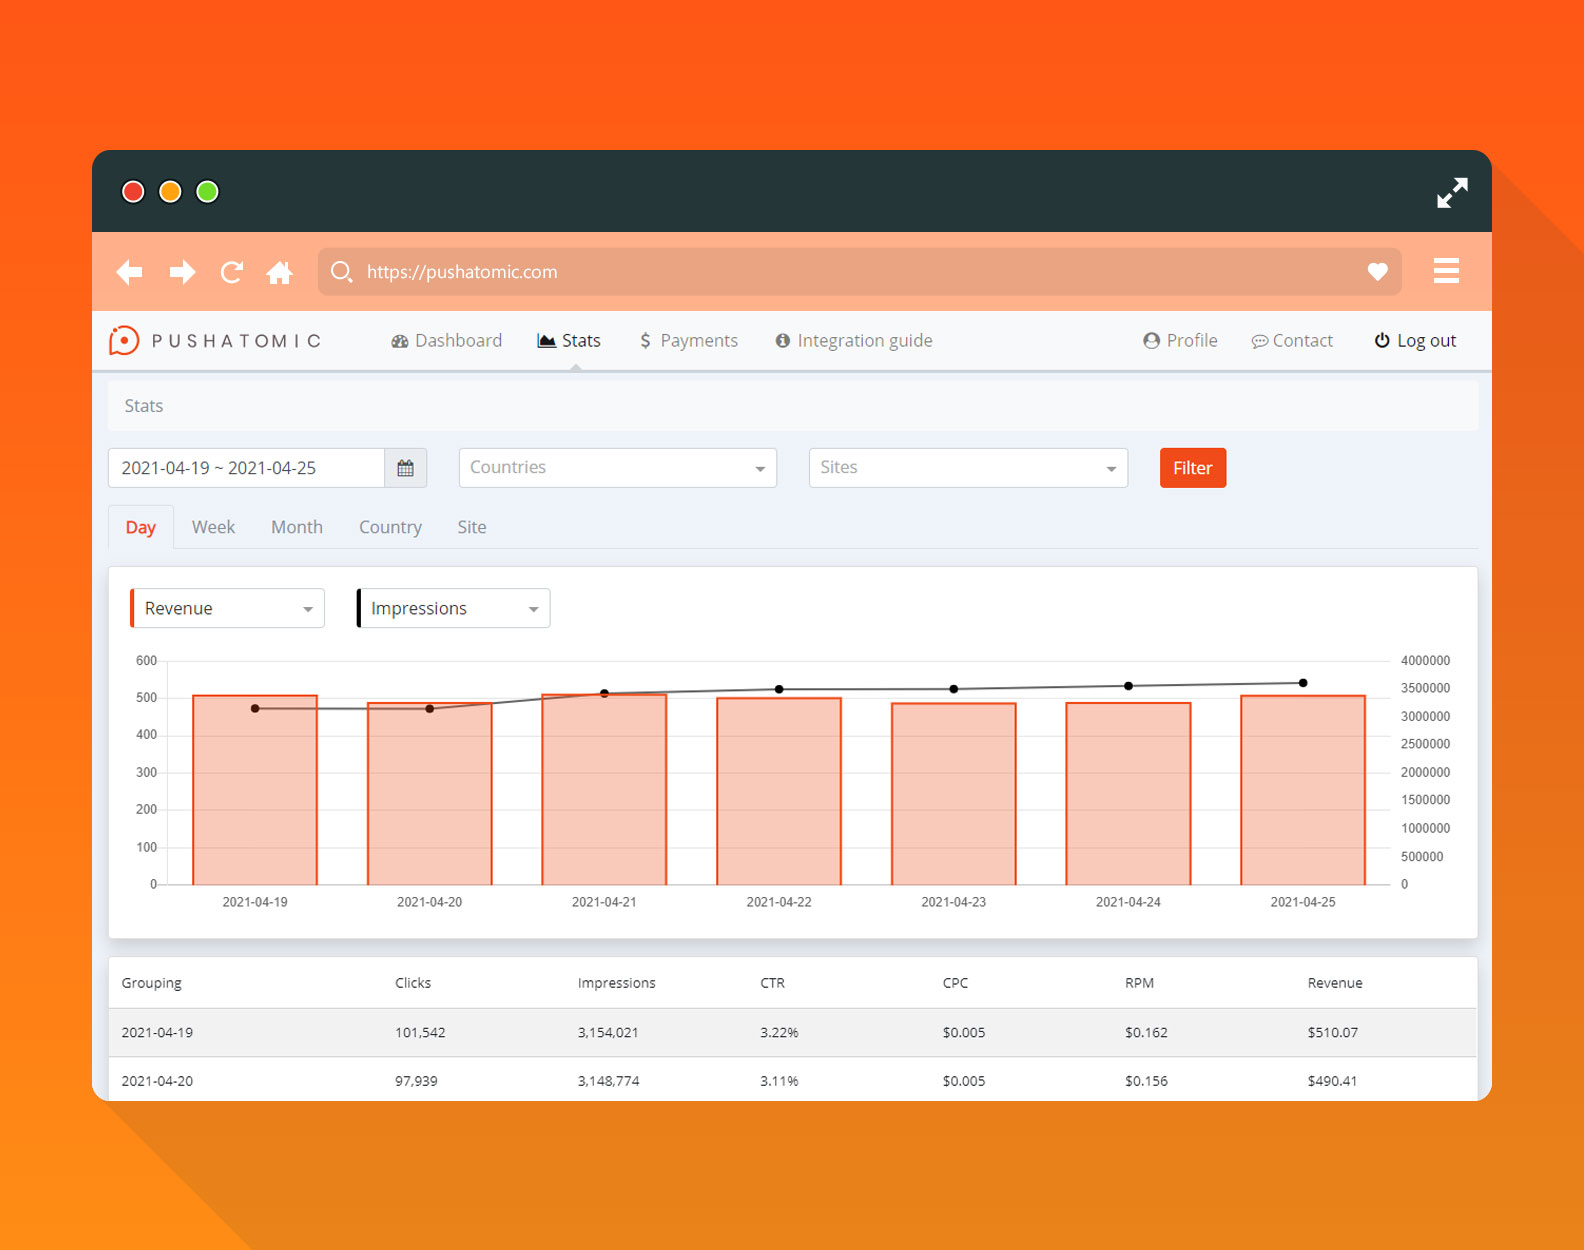 https://pushatomic.com
PUSHATOMIC Dashboard Stats $ Payments Integration guide Profile Contact Log out
Stats
2021-04-19 ~ 2021-04-25 Countries Sites Filter
Day Week Month Country Site
Revenue Impressions
600 4000000
500 3500000
3000000
400 2500000
300 2000000
200 1500000
1000000
100 500000
0 0
2021-04-19 2021-04-20 2021-04-21 2021-04-22 2021-04-23 2021-04-24 2021-04-25
Grouping Clicks Impressions CTR CPC RPM Revenue
2021-04-19 101,542 3,154,021 3.22% $0.005 $0.162 $510.07
2021-04-20 97,939 3,148,774 3.11% $0.005 $0.156 $490.41